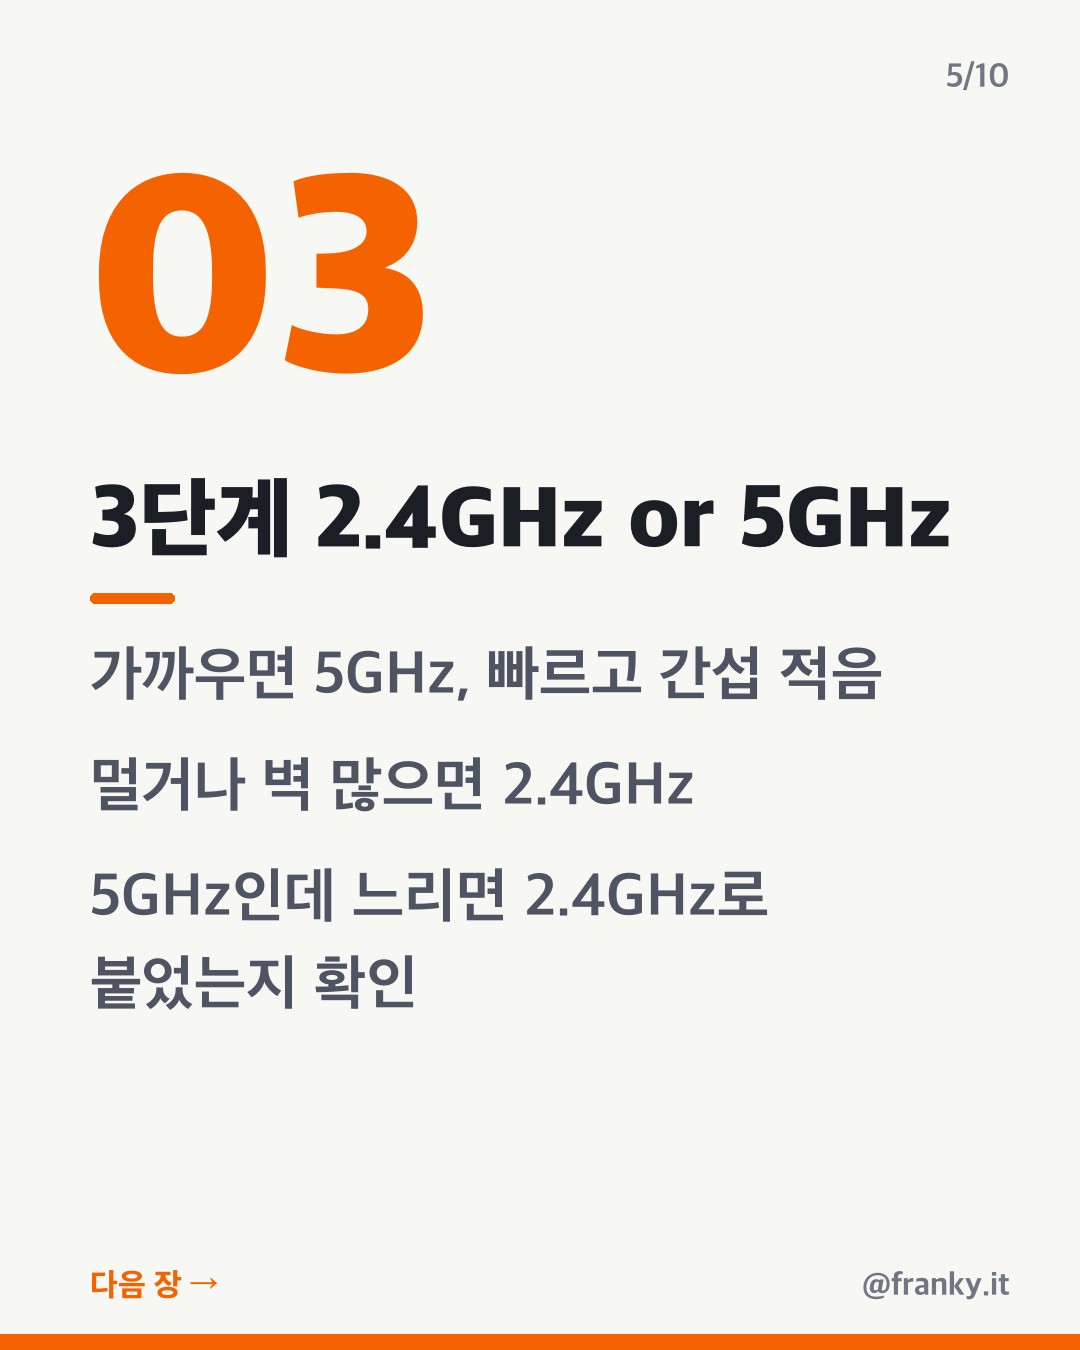 5/10
03
3단계 2.4GHz or 5GHz
가까우면 5GHz, 빠르고 간섭 적음
멀거나 벽 많으면 2.4GHz
5GHz인데 느리면 2.4GHz로
붙었는지 확인
다음 장 →
@franky.it